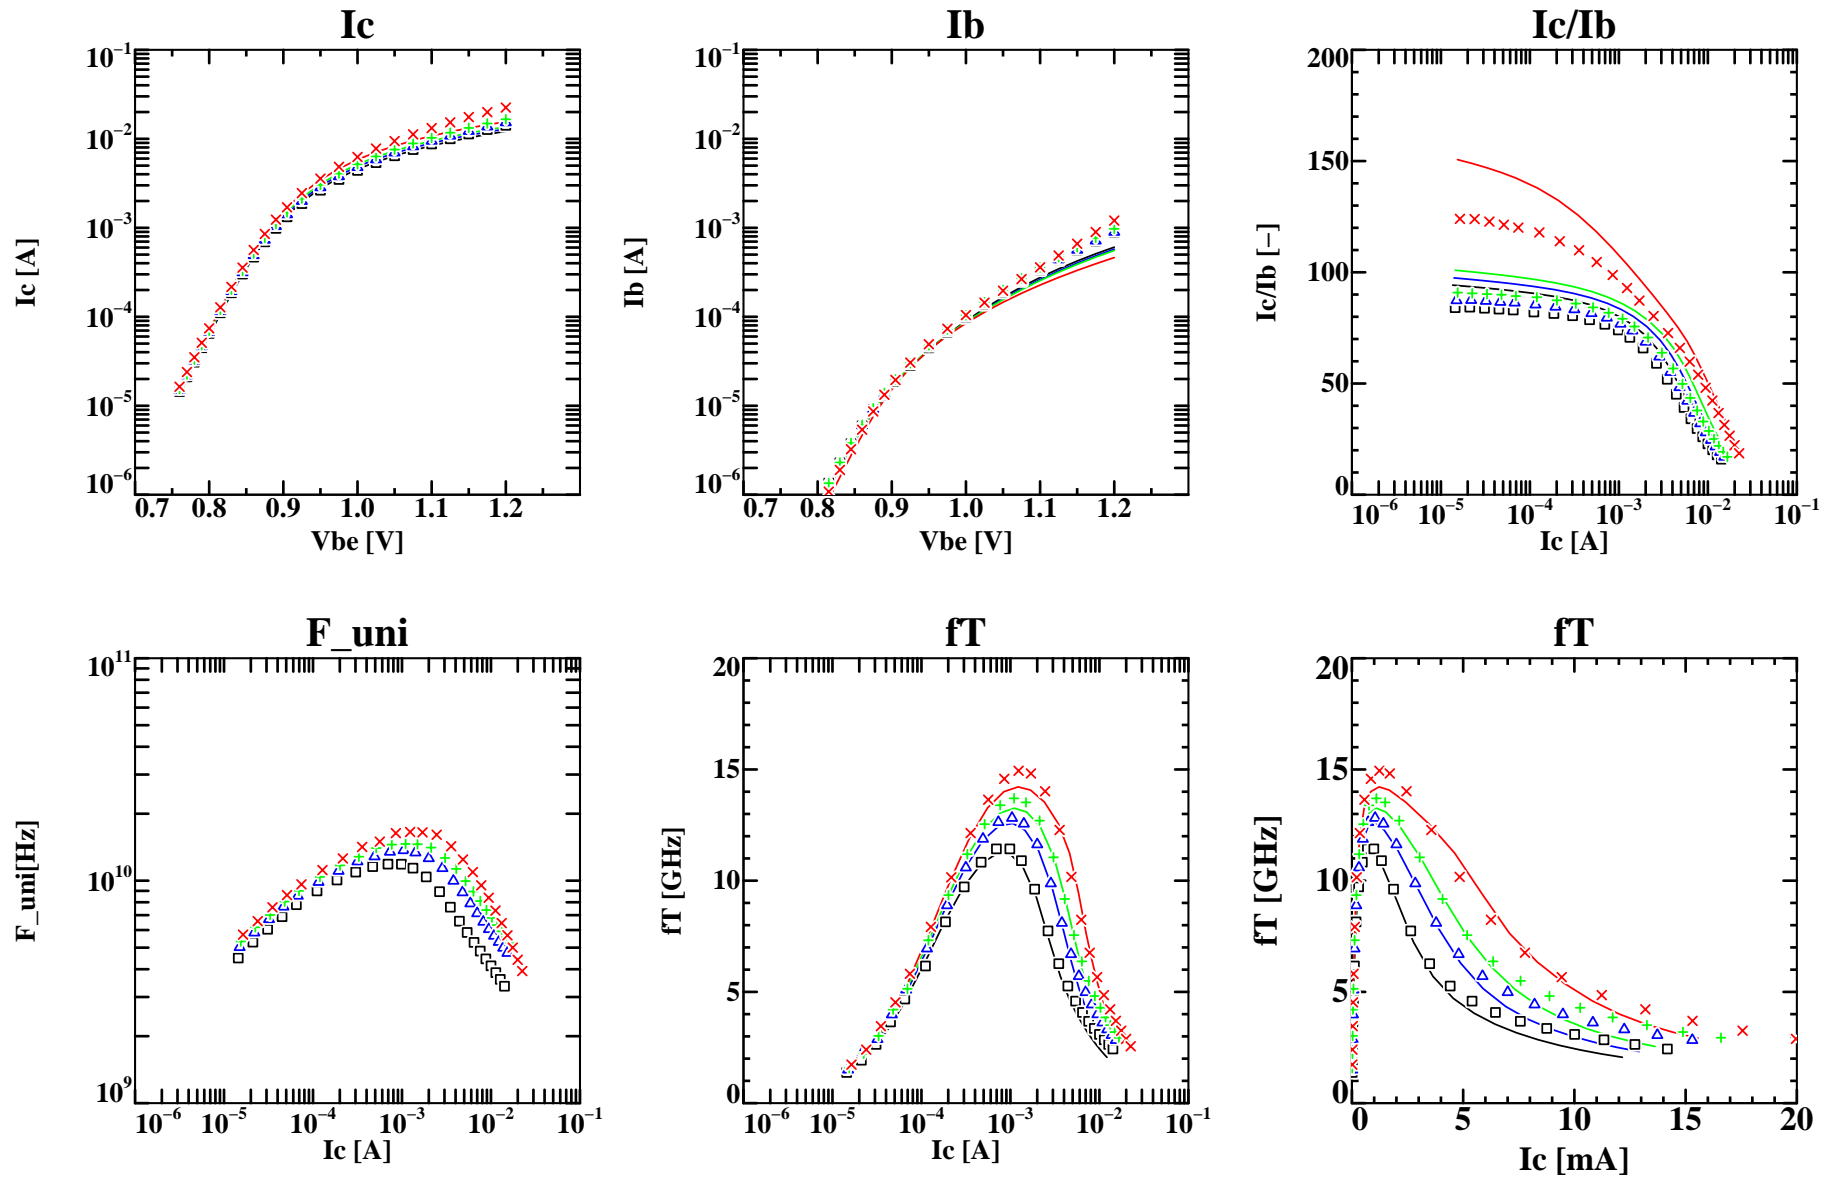 Ic
Ib
Ic/Ib
10⁻¹
10⁻²
10⁻³
10⁻⁴
10⁻⁵
10⁻⁶
Ic [A]
0.7 0.8 0.9 1.0 1.1 1.2
Vbe [V]
10⁻¹
10⁻²
10⁻³
10⁻⁴
10⁻⁵
10⁻⁶
Ib [A]
0.7 0.8 0.9 1.0 1.1 1.2
Vbe [V]
200
150
100
50
0
Ic/Ib [−]
10⁻⁶ 10⁻⁵ 10⁻⁴ 10⁻³ 10⁻² 10⁻¹
Ic [A]
F_uni
fT
fT
10¹¹
10¹⁰
10⁹
F_uni[Hz]
10⁻⁶ 10⁻⁵ 10⁻⁴ 10⁻³ 10⁻² 10⁻¹
Ic [A]
20
15
10
5
0
fT [GHz]
10⁻⁶ 10⁻⁵ 10⁻⁴ 10⁻³ 10⁻² 10⁻¹
Ic [A]
20
15
10
5
0
fT [GHz]
0 5 10 15 20
Ic [mA]